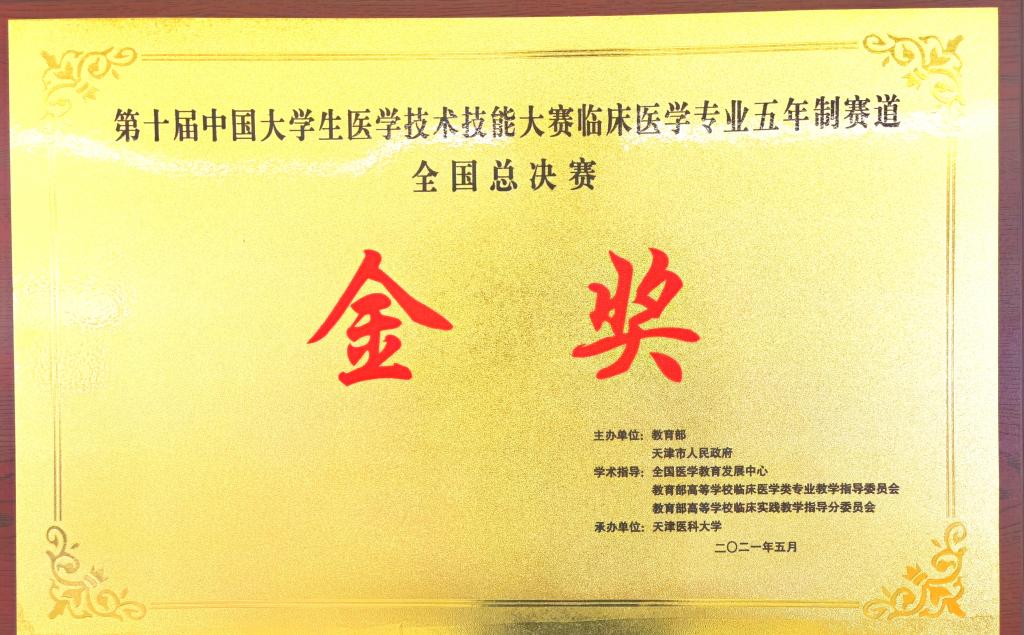 第十届中国大学生医学技术技能大赛临床医学专业五年制赛道
全国总决赛
金奖
主办单位：教育部
天津市人民政府
学术指导：全国医学教育发展中心
教育部高等学校临床医学类专业教学指导委员会
教育部高等学校临床实践教学指导分委员会
承办单位：天津医科大学
二〇二一年五月